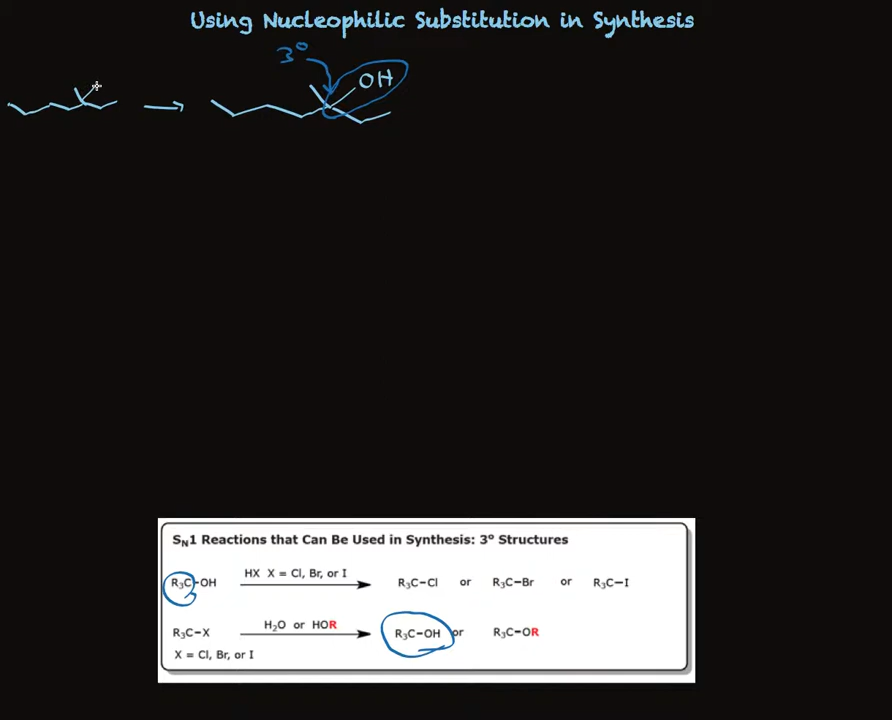 Using Nucleophilic Substitution in Synthesis
3°
OH
SN1 Reactions that Can Be Used in Synthesis: 3º Structures
R3C-OH HX X = Cl, Br, or I R3C-Cl or R3C-Br or R3C-I
R3C-X H2O or HOR R3C-OH or R3C-OR
X = Cl, Br, or I